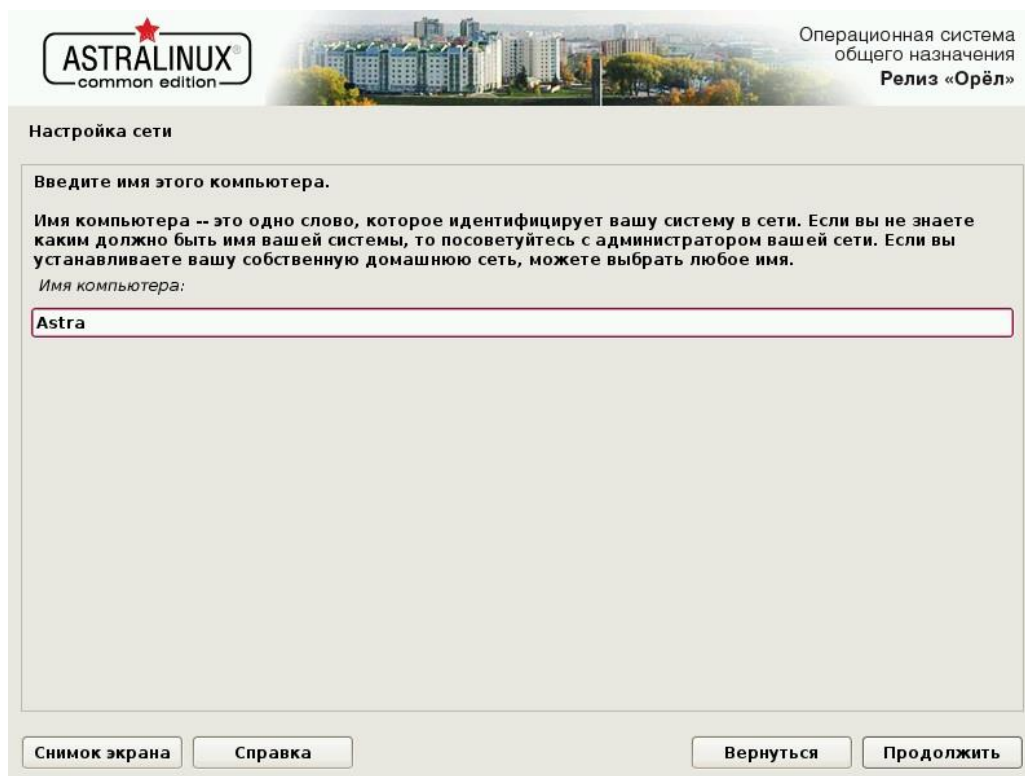 ASTRALINUX®
common edition
Операционная система
общего назначения
Релиз «Орёл»
Настройка сети
Введите имя этого компьютера.
Имя компьютера -- это одно слово, которое идентифицирует вашу систему в сети. Если вы не знаете
каким должно быть имя вашей системы, то посоветуйтесь с администратором вашей сети. Если вы
устанавливаете вашу собственную домашнюю сеть, можете выбрать любое имя.
Имя компьютера:
Astra
Снимок экрана
Справка
Вернуться
Продолжить